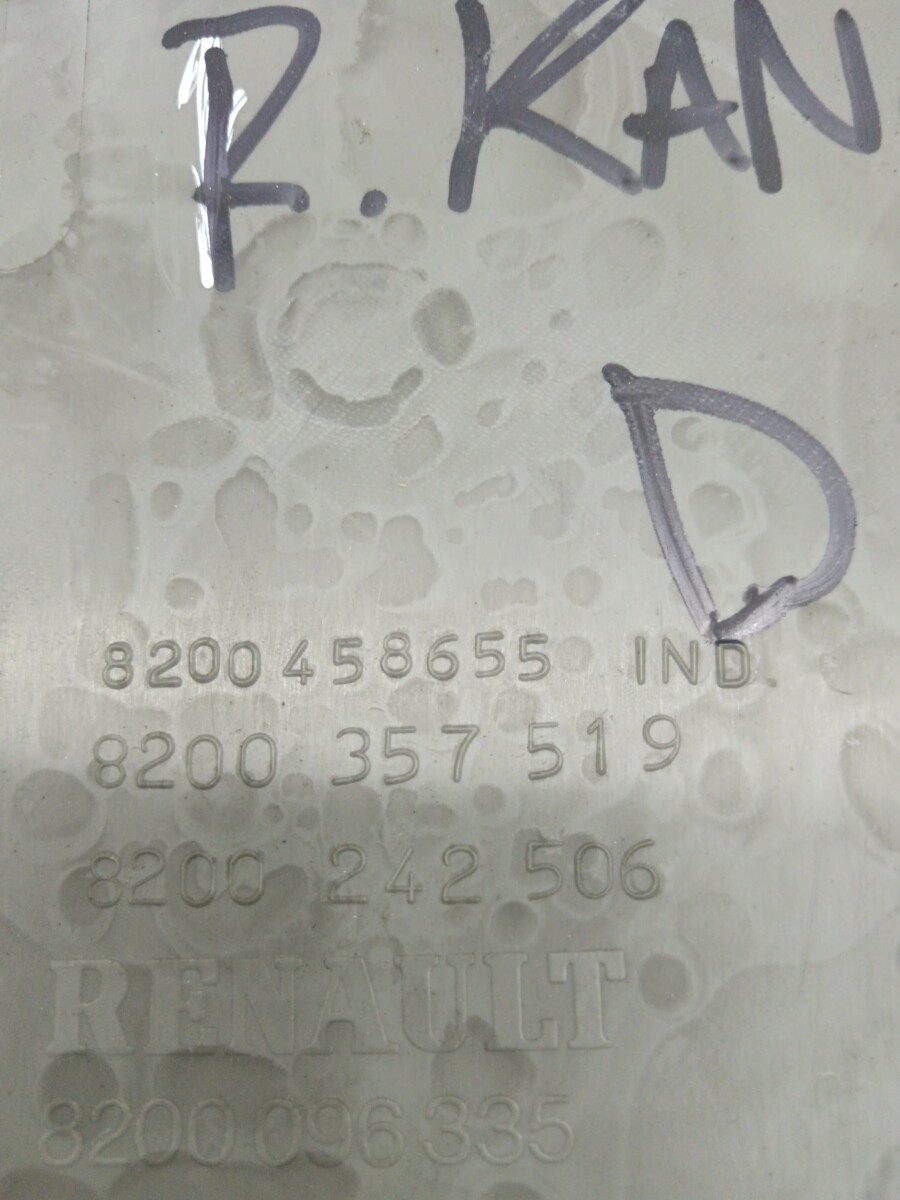 R. KAN
D
8200458655 IND
8200 357 519
8200 242 506
RENAULT
8200 096 335